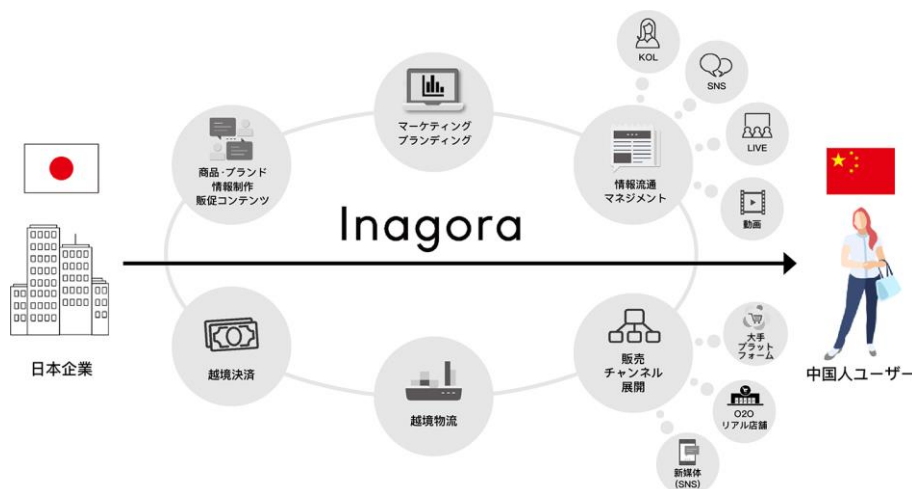 KOL
SNS
マーケティング
ブランディング
LIVE
商品・ブランド
情報制作
販促コンテンツ
情報流通
マネジメント
動画
Inagora
日本企業
越境決済
越境物流
販売
チャンネル
展開
大手
プラット
フォーム
中国人ユーザー
O2O
リアル店舗
新媒体
(SNS)